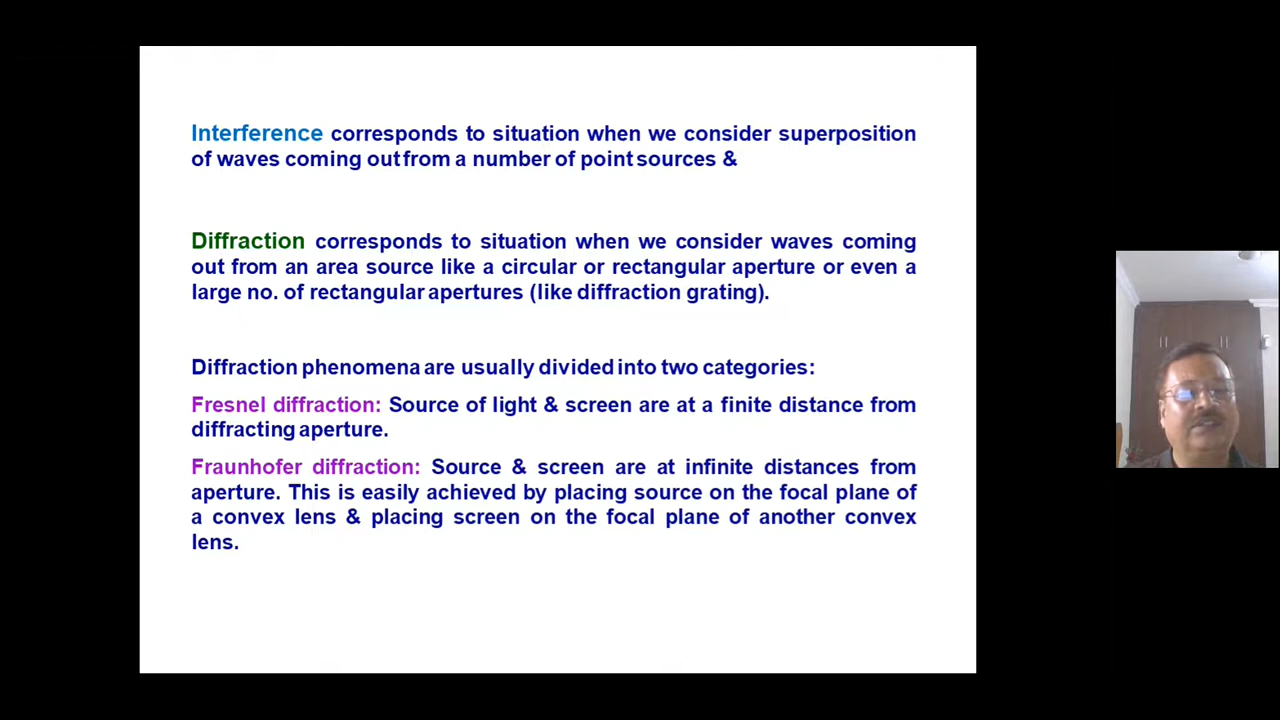 Interference corresponds to situation when we consider superposition
of waves coming out from a number of point sources &
Diffraction corresponds to situation when we consider waves coming
out from an area source like a circular or rectangular aperture or even a
large no. of rectangular apertures (like diffraction grating).
Diffraction phenomena are usually divided into two categories:
Fresnel diffraction: Source of light & screen are at a finite distance from
diffracting aperture.
Fraunhofer diffraction: Source & screen are at infinite distances from
aperture. This is easily achieved by placing source on the focal plane of
a convex lens & placing screen on the focal plane of another convex
lens.